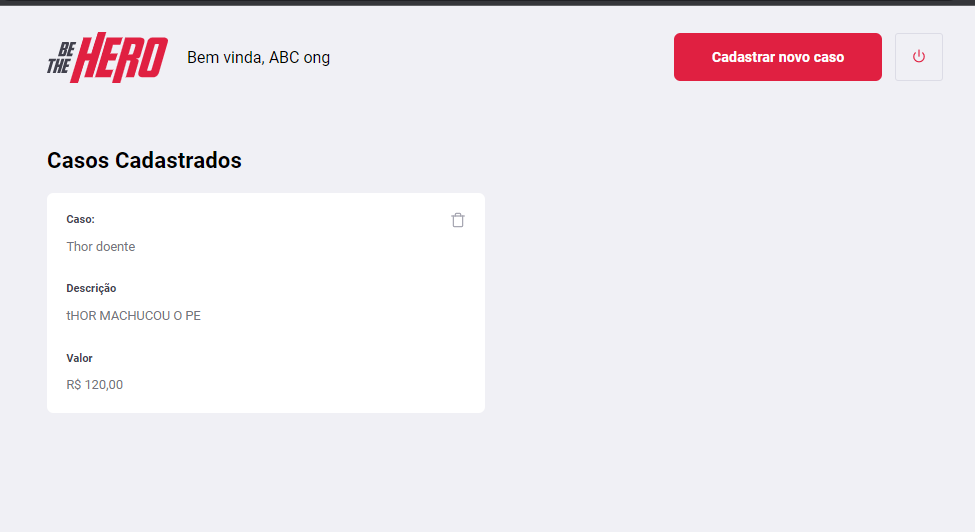 BE THE HERO
Bem vinda, ABC ong
Cadastrar novo caso
Casos Cadastrados
Caso:
Thor doente
Descrição
tHOR MACHUCOU O PE
Valor
R$ 120,00